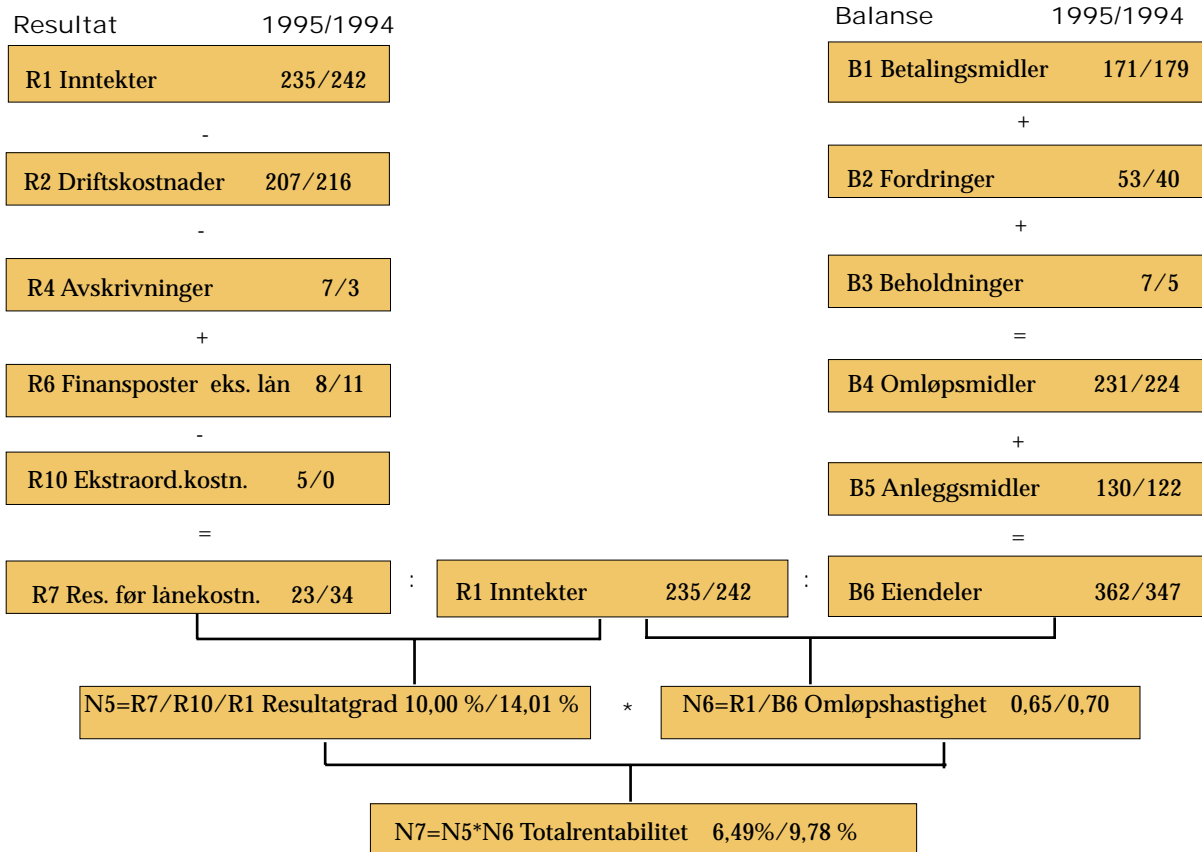 Resultat 1995/1994
R1 Inntekter 235/242
-
R2 Driftskostnader 207/216
-
R4 Avskrivninger 7/3
+
R6 Finansposter eks. lån 8/11
-
R10 Ekstraord.kostn. 5/0
=
R7 Res. før lånekostn. 23/34
:
R1 Inntekter 235/242
:
Balanse 1995/1994
B1 Betalingsmidler 171/179
+
B2 Fordringer 53/40
+
B3 Beholdninger 7/5
=
B4 Omløpsmidler 231/224
+
B5 Anleggsmidler 130/122
=
B6 Eiendeler 362/347
N5=R7/R10/R1 Resultatgrad 10,00 %/14,01 %
*
N6=R1/B6 Omløpshastighet 0,65/0,70
N7=N5*N6 Totalrentabilitet 6,49%/9,78 %